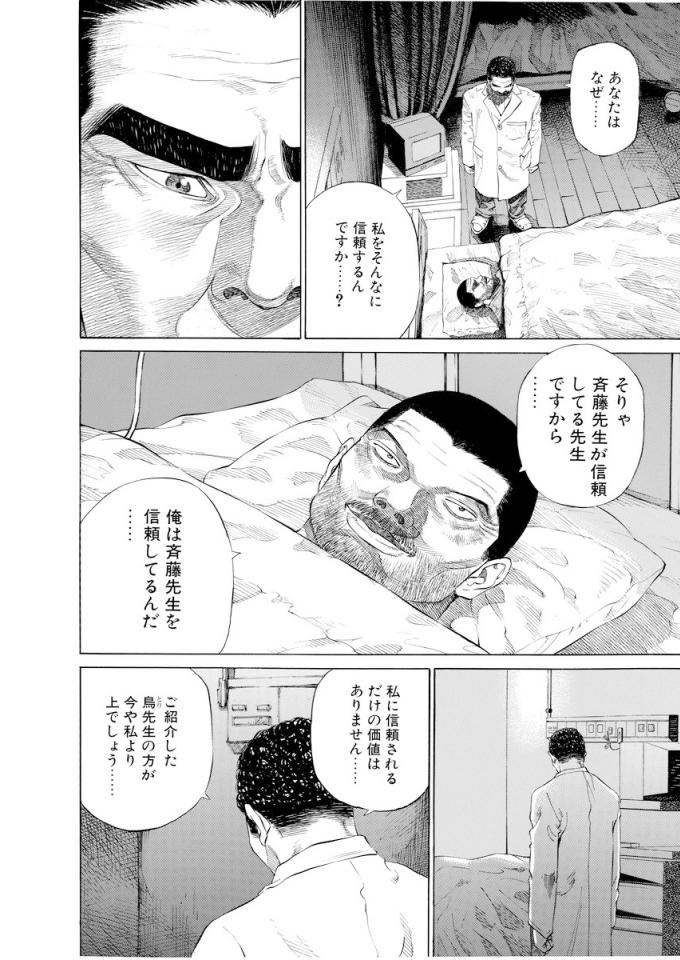 あなたは
なぜ……
私をそんなに
信頼するん
ですか……?
そりゃ
斉藤先生が信頼
してる先生
ですから
……
俺は斉藤先生を
信頼してるんだ
……
私に信頼される
だけの価値は
ありません…
ご紹介した
鳥先生の方が
とり
今や私より
上でしょう……